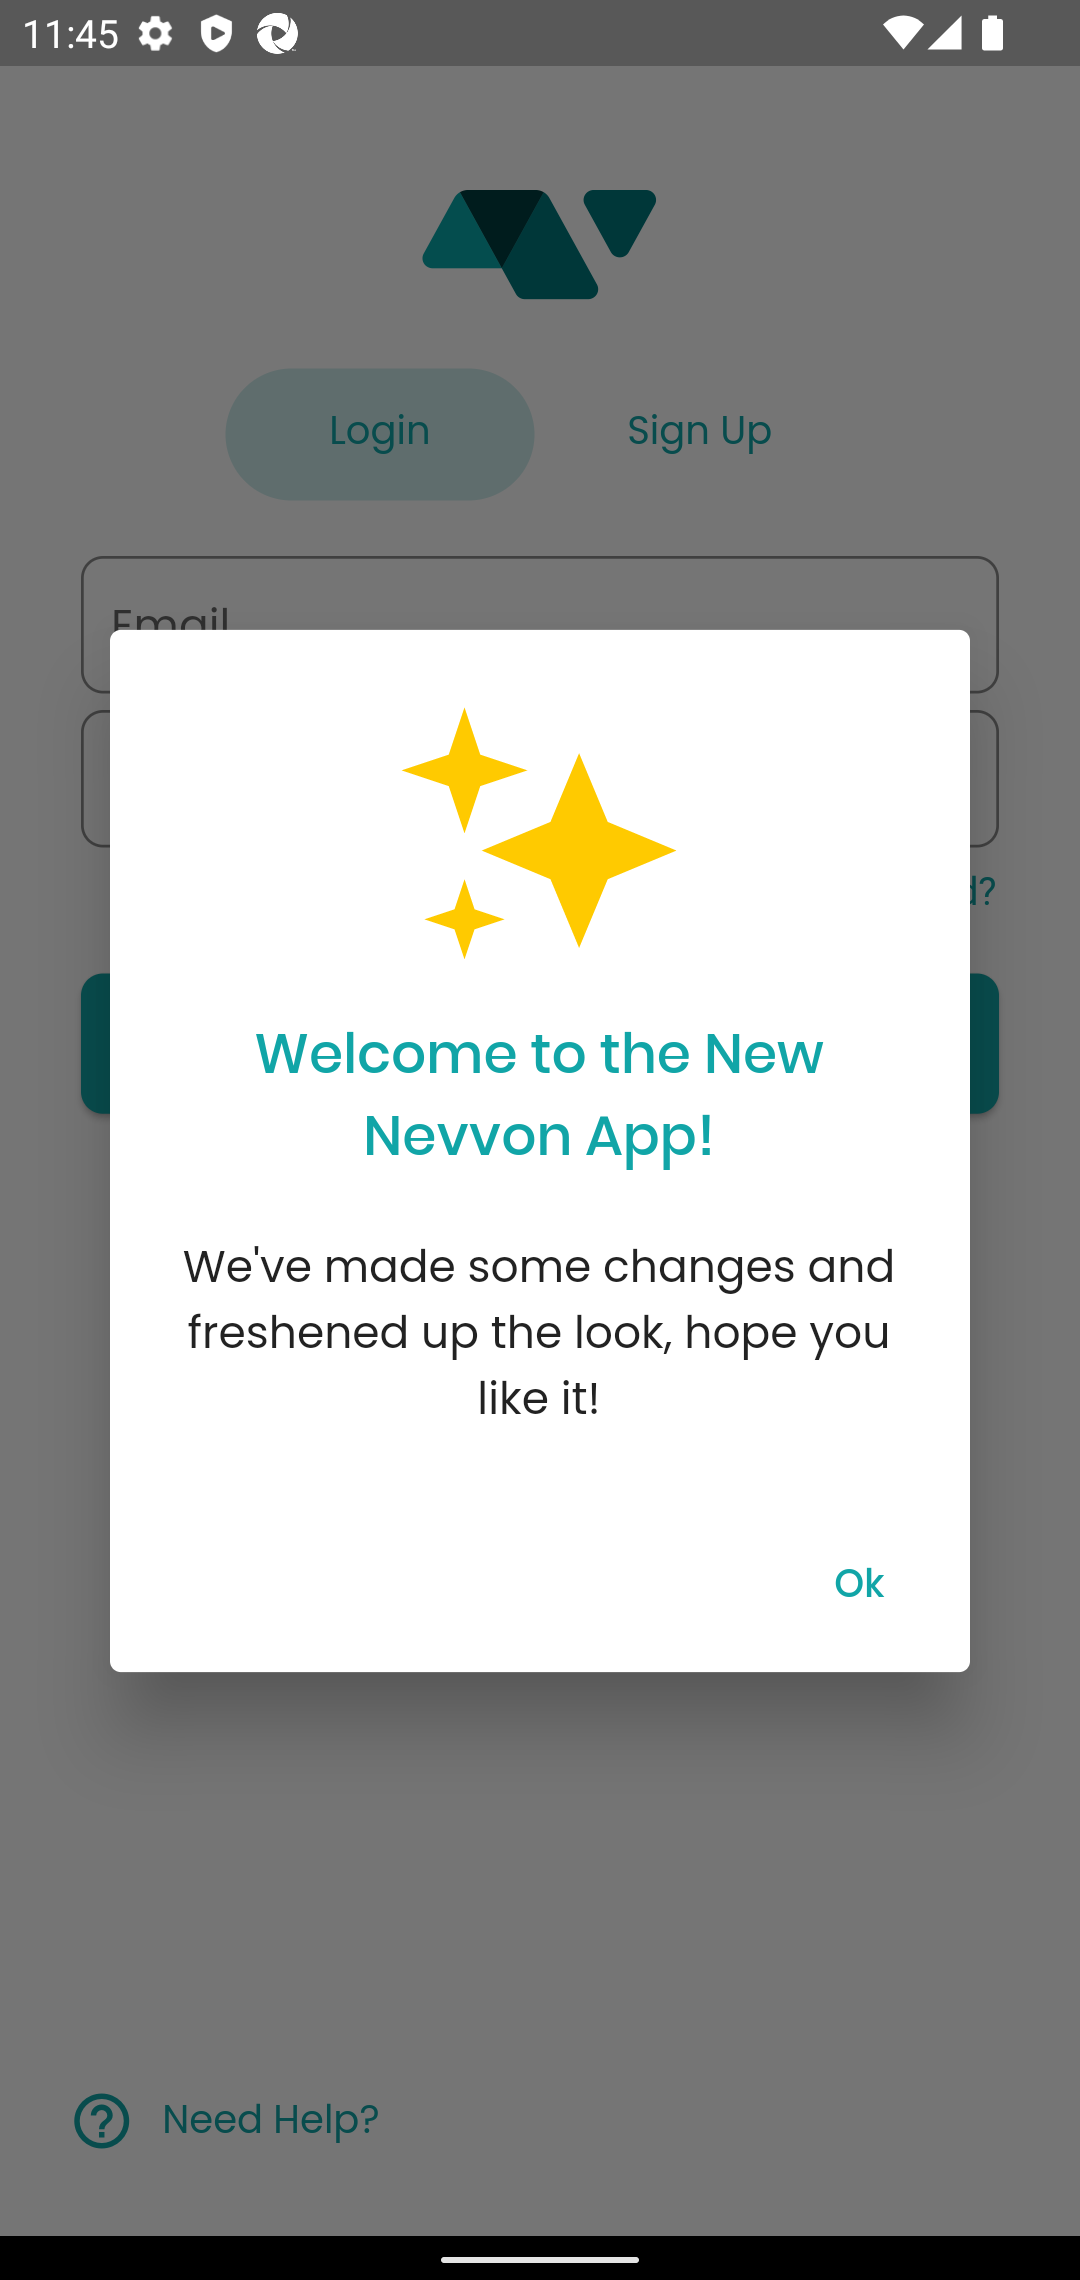 11:45
Login
Sign Up
Email
d?
Welcome to the New
Nevvon App!
We've made some changes and
freshened up the look, hope you
like it!
Ok
Need Help?